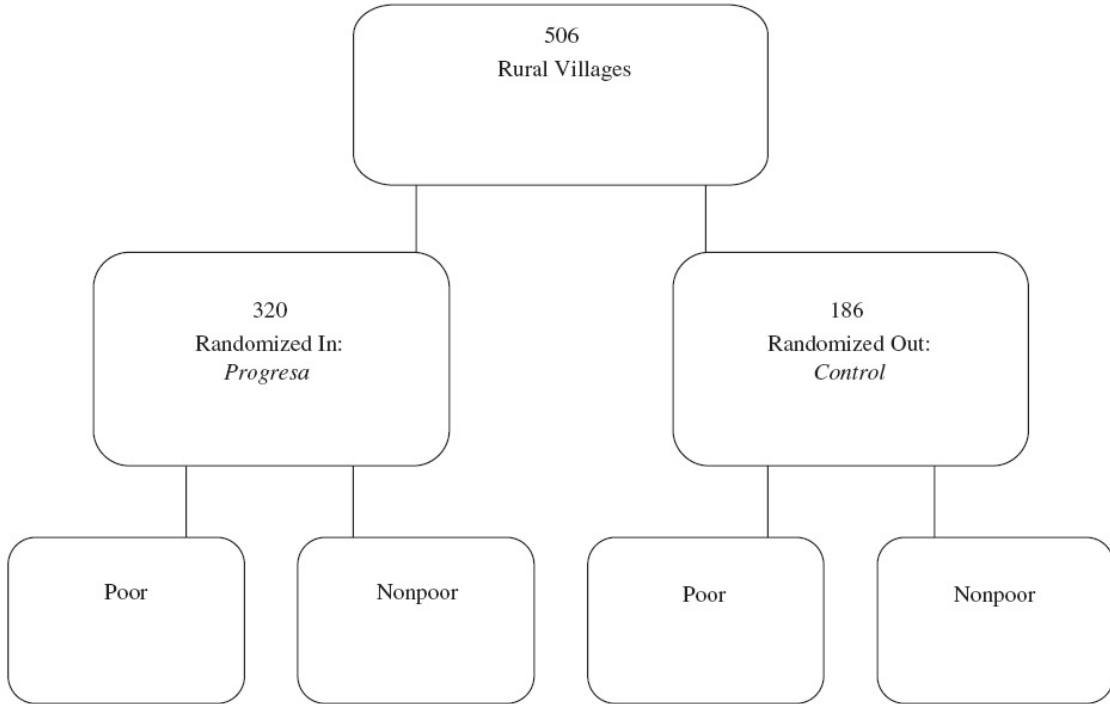 506
Rural Villages
320
Randomized In:
Progresa
186
Randomized Out:
Control
Poor
Nonpoor
Poor
Nonpoor